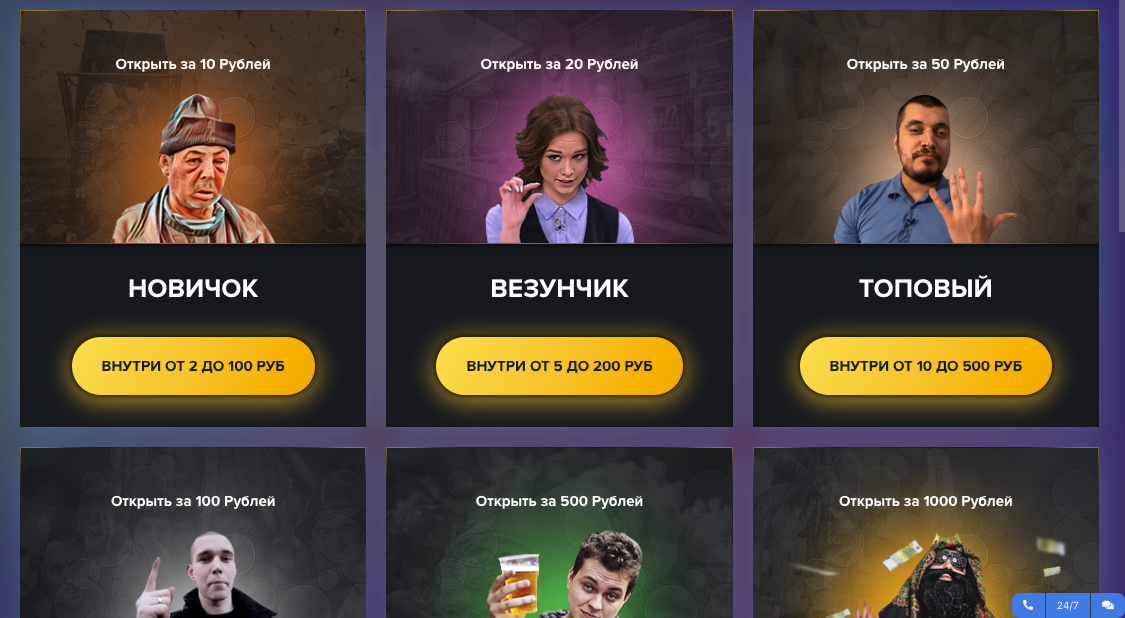 Открыть за 10 Рублей
Открыть за 20 Рублей
Открыть за 50 Рублей
НОВИЧОК
ВЕЗУНЧИК
ТОПОВЫЙ
ВНУТРИ ОТ 2 ДО 100 РУБ
ВНУТРИ ОТ 5 ДО 200 РУБ
ВНУТРИ ОТ 10 ДО 500 РУБ
Открыть за 100 Рублей
Открыть за 500 Рублей
Открыть за 1000 Рублей
24/7